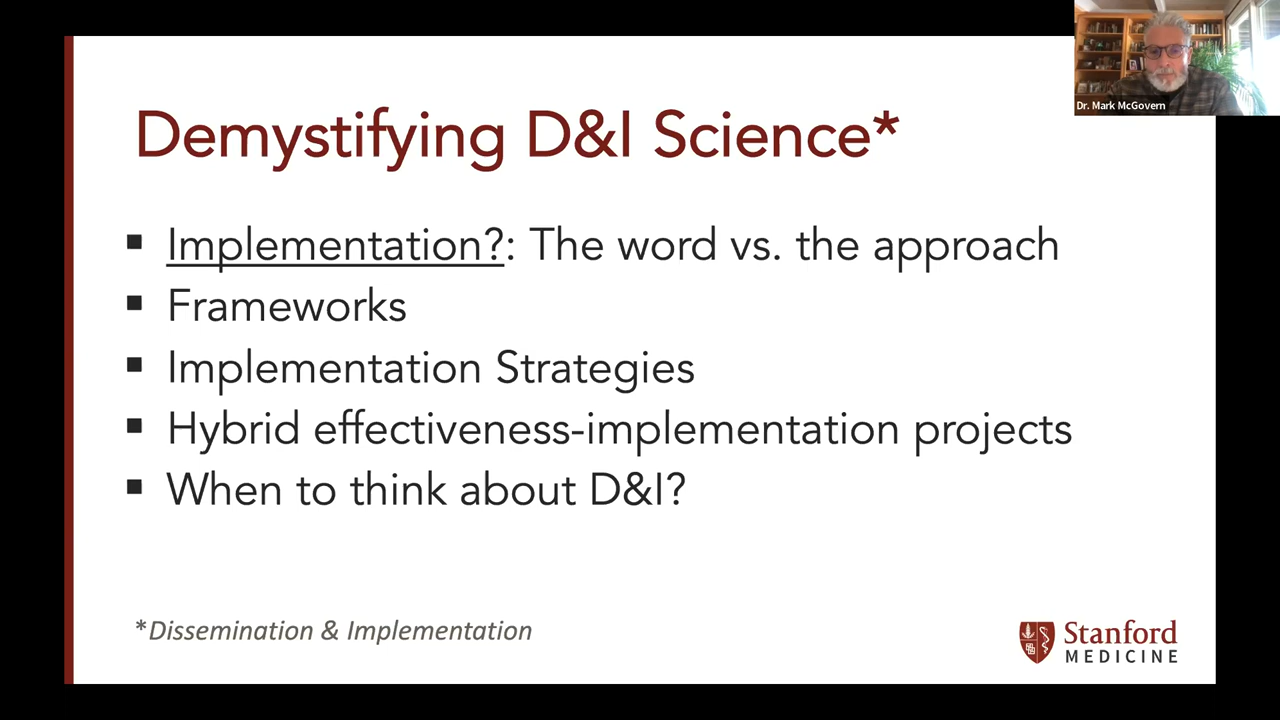 Demystifying D&I Science*
▪ Implementation?: The word vs. the approach
▪ Frameworks
▪ Implementation Strategies
▪ Hybrid effectiveness-implementation projects
▪ When to think about D&I?
*Dissemination & Implementation
Stanford
MEDICINE
Dr. Mark McGovern